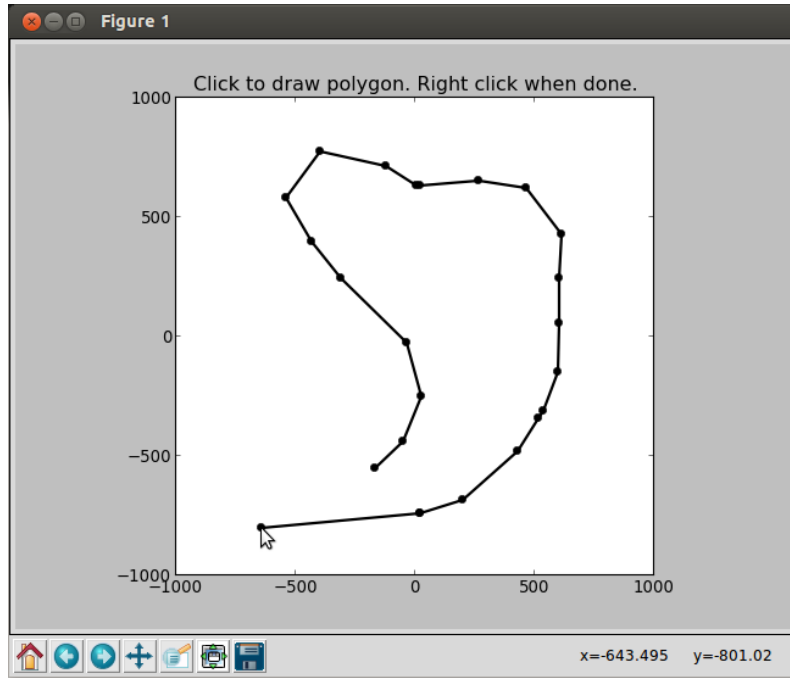 Figure 1
Click to draw polygon. Right click when done.
1000
500
0
−500
−1000
−1000 −500 0 500 1000
x=-643.495 y=-801.02